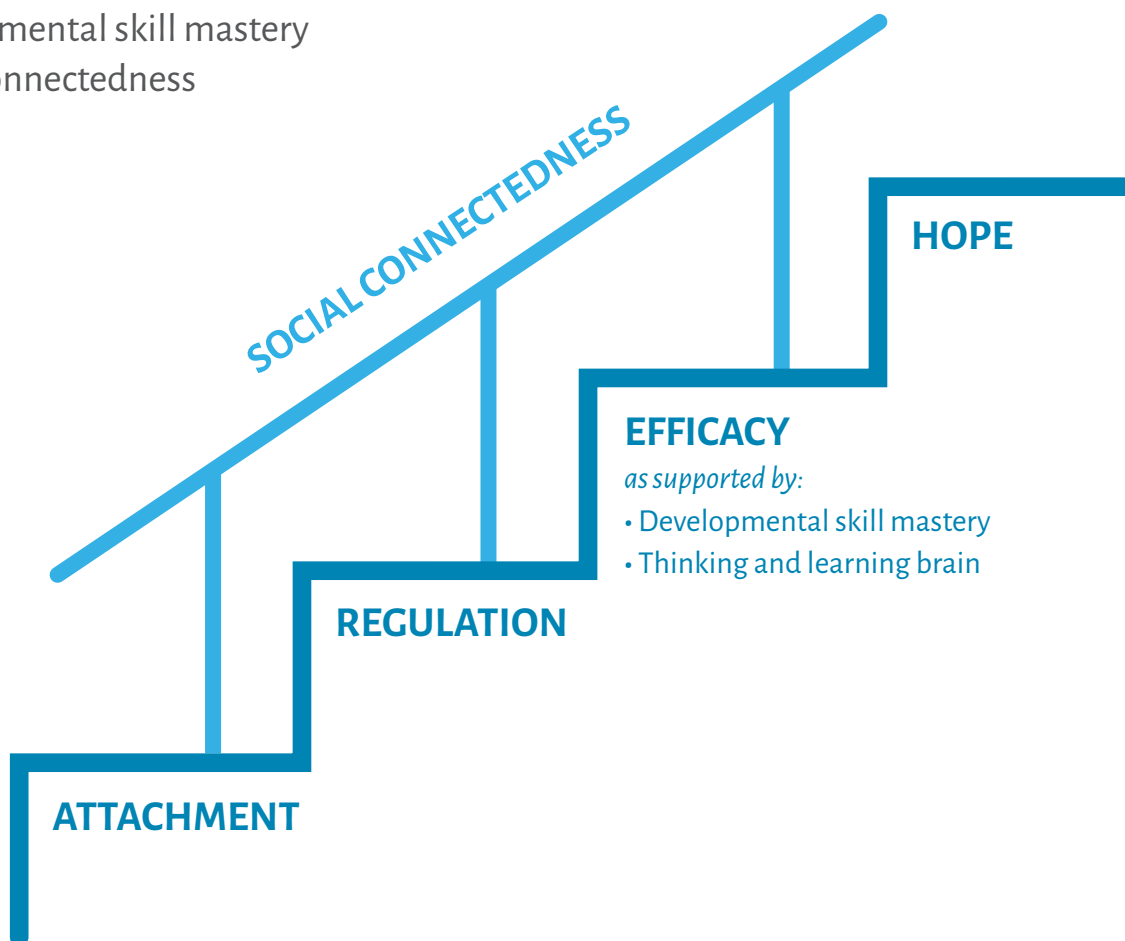 mental skill mastery
nnectedness
SOCIAL CONNECTEDNESS
HOPE
EFFICACY
as supported by:
• Developmental skill mastery
• Thinking and learning brain
REGULATION
ATTACHMENT